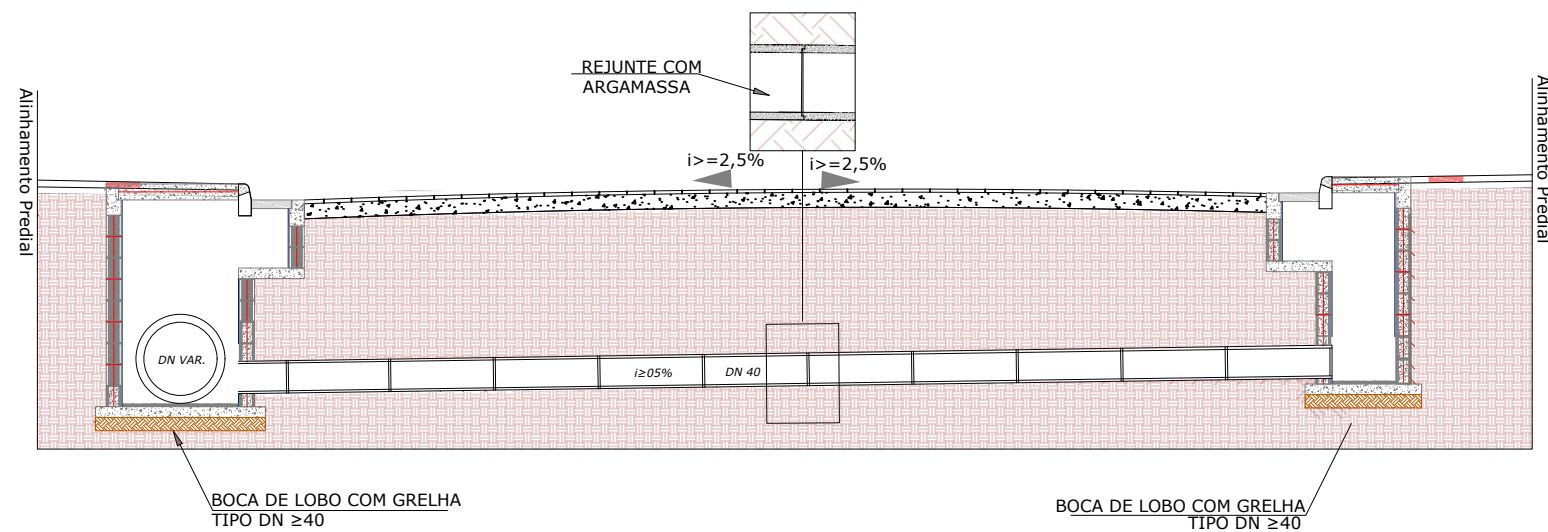 REJUNTE COM
ARGAMASSA
i>=2,5%
i>=2,5%
Alinhamento Predial
Alinhamento Predial
DN VAR.
i≥05%
DN 40
BOCA DE LOBO COM GRELHA
TIPO DN ≥40
BOCA DE LOBO COM GRELHA
TIPO DN ≥40